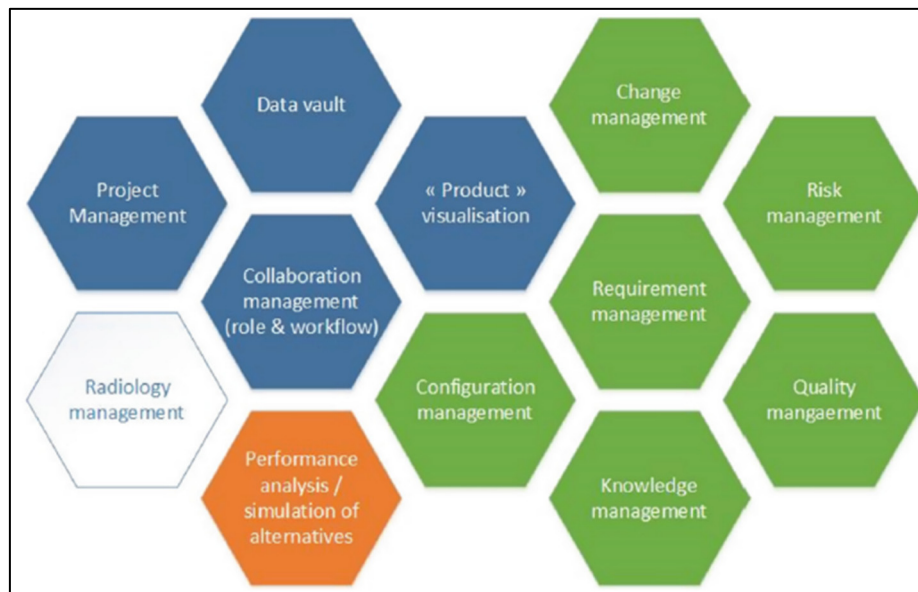 Data vault
Change
management
Project
Management
« Product »
visualisation
Risk
management
Collaboration
management
(role & workflow)
Requirement
management
Radiology
management
Configuration
management
Quality
mangaement
Performance
analysis /
simulation of
alternatives
Knowledge
management